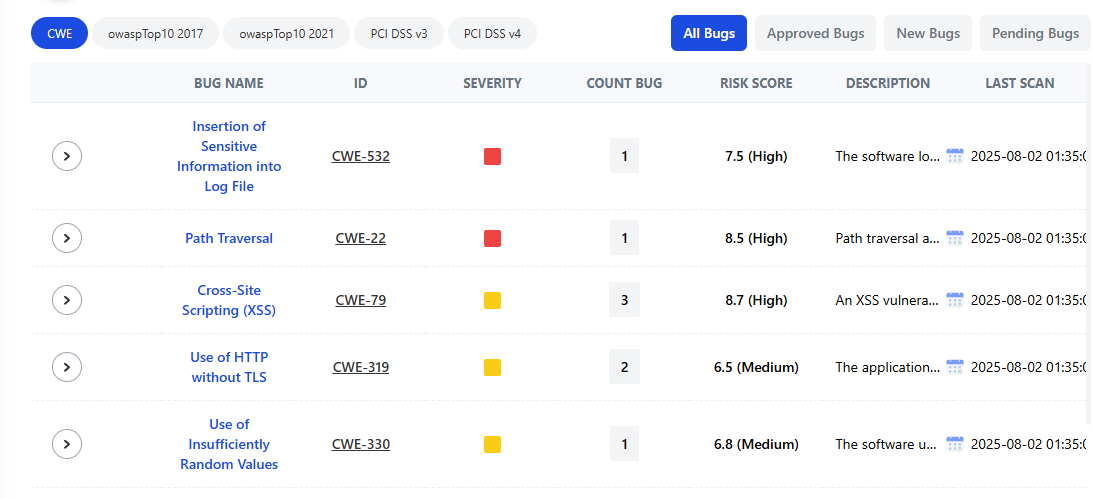 CWE owaspTop10 2017 owaspTop10 2021 PCI DSS v3 PCI DSS v4 All Bugs Approved Bugs New Bugs Pending Bugs
BUG NAME ID SEVERITY COUNT BUG RISK SCORE DESCRIPTION LAST SCAN
Insertion of
Sensitive
Information into
Log File
CWE-532 1 7.5 (High) The software lo... 2025-08-02 01:35:0
Path Traversal CWE-22 1 8.5 (High) Path traversal a... 2025-08-02 01:35:0
Cross-Site
Scripting (XSS)
CWE-79 3 8.7 (High) An XSS vulnera... 2025-08-02 01:35:0
Use of HTTP
without TLS
CWE-319 2 6.5 (Medium) The application... 2025-08-02 01:35:0
Use of
Insufficiently
Random Values
CWE-330 1 6.8 (Medium) The software u... 2025-08-02 01:35:0